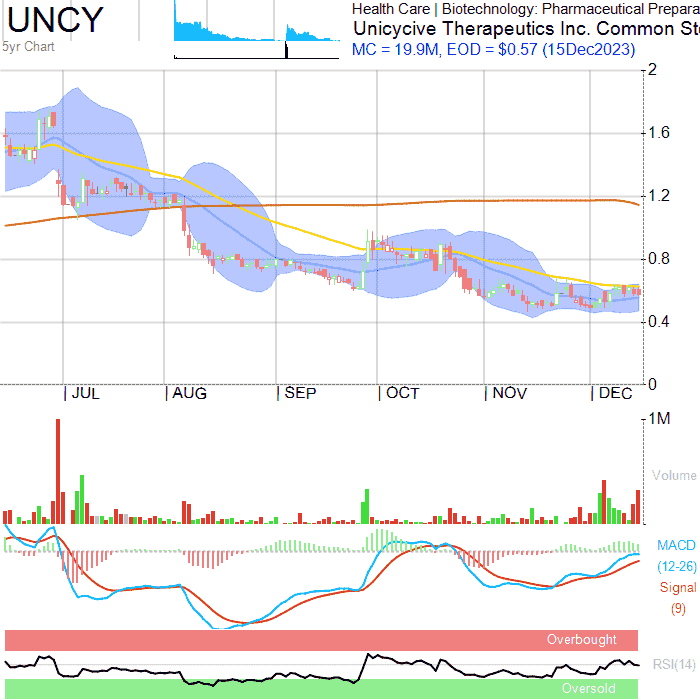 UNCY
5yr Chart
Health Care | Biotechnology: Pharmaceutical Prepara
Unicycive Therapeutics Inc. Common Sto
MC = 19.9M, EOD = $0.57 (15Dec2023)
2
1.6
1.2
0.8
0.4
0
JUL AUG SEP OCT NOV DEC
1M
Volume
MACD
(12-26)
Signal
(9)
Overbought
RSI(14)
Oversold